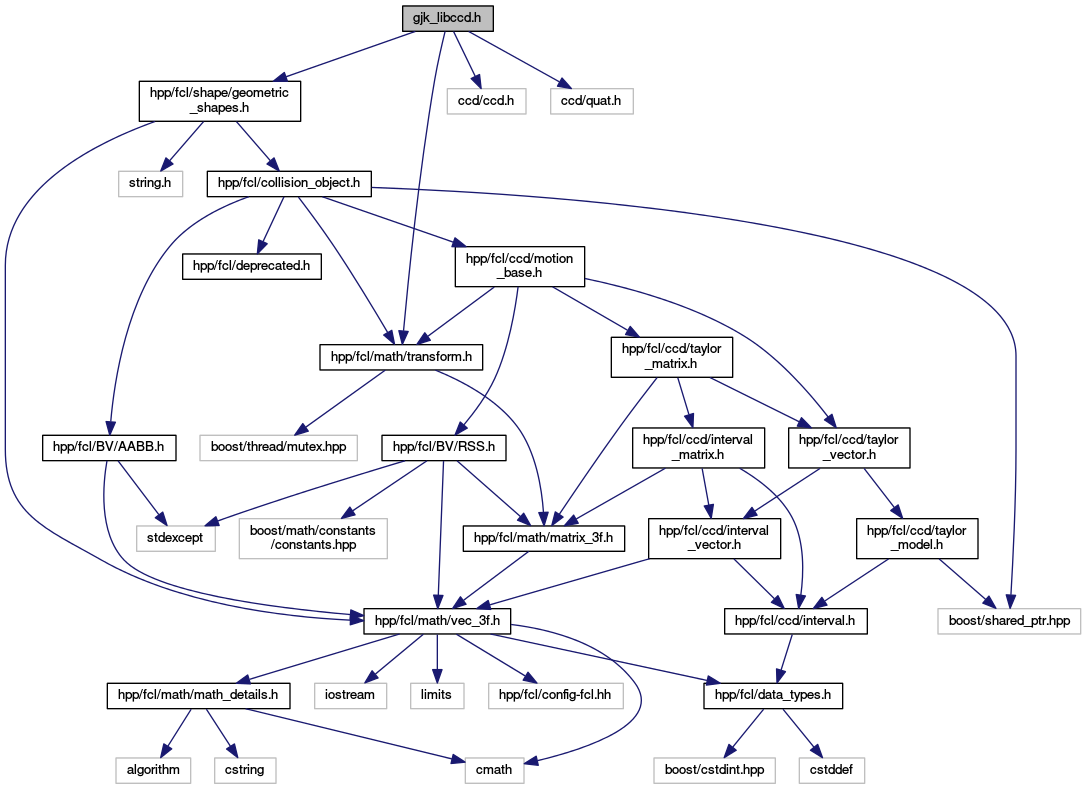 gjk_libccd.h
hpp/fcl/shape/geometric
_shapes.h
ccd/ccd.h
ccd/quat.h
string.h
hpp/fcl/collision_object.h
hpp/fcl/deprecated.h
hpp/fcl/ccd/motion
_base.h
hpp/fcl/math/transform.h
hpp/fcl/ccd/taylor
_matrix.h
hpp/fcl/BV/AABB.h
boost/thread/mutex.hpp
hpp/fcl/BV/RSS.h
hpp/fcl/ccd/interval
_matrix.h
hpp/fcl/ccd/taylor
_vector.h
stdexcept
boost/math/constants
/constants.hpp
hpp/fcl/math/matrix_3f.h
hpp/fcl/ccd/interval
_vector.h
hpp/fcl/ccd/taylor
_model.h
hpp/fcl/math/vec_3f.h
hpp/fcl/ccd/interval.h
boost/shared_ptr.hpp
hpp/fcl/math/math_details.h
iostream
limits
hpp/fcl/config-fcl.hh
hpp/fcl/data_types.h
algorithm
cstring
cmath
boost/cstdint.hpp
cstddef